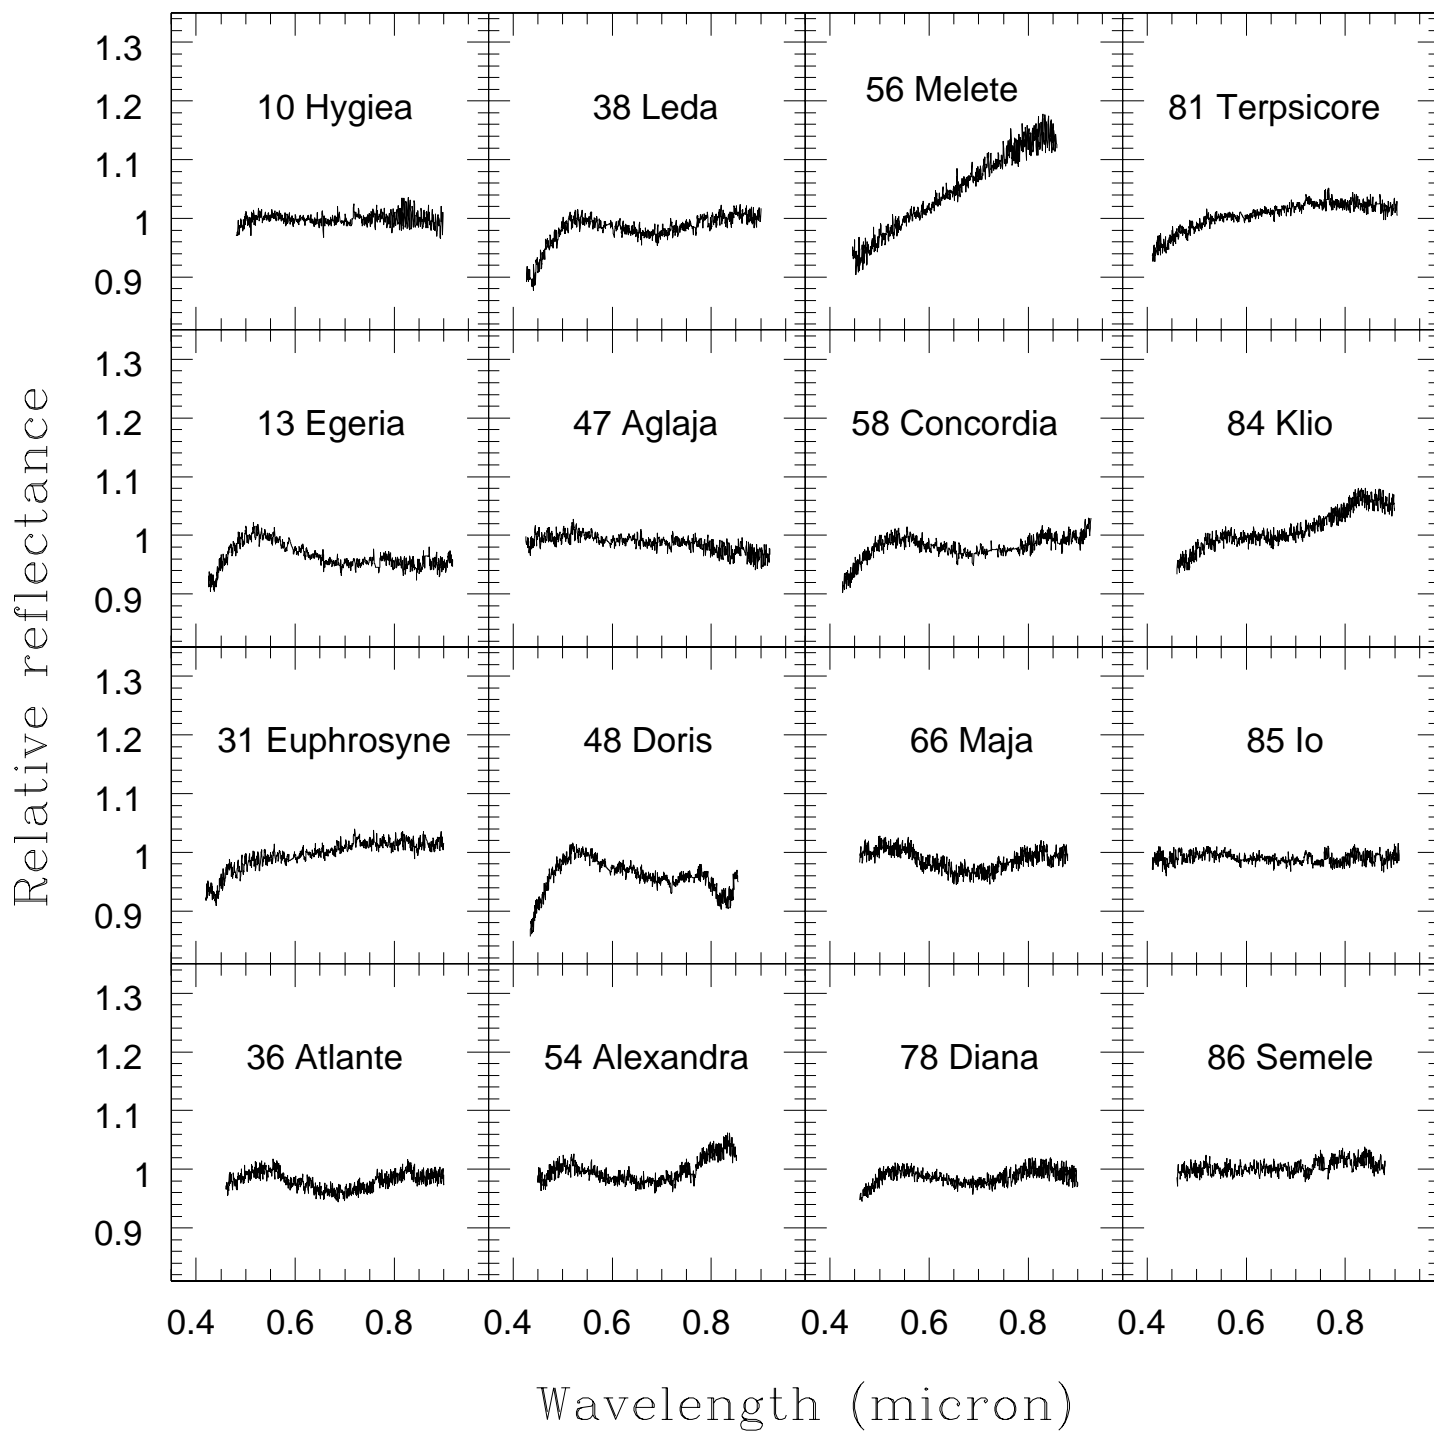 1.3
1.2
1.1
1
0.9
10 Hygiea
38 Leda
56 Melete
81 Terpsicore
1.3
1.2
1.1
1
0.9
13 Egeria
47 Aglaja
58 Concordia
84 Klio
1.3
1.2
1.1
1
0.9
31 Euphrosyne
48 Doris
66 Maja
85 Io
1.3
1.2
1.1
1
0.9
36 Atlante
54 Alexandra
78 Diana
86 Semele
0.4 0.6 0.8 0.4 0.6 0.8 0.4 0.6 0.8 0.4 0.6 0.8
Relative reflectance
Wavelength (micron)